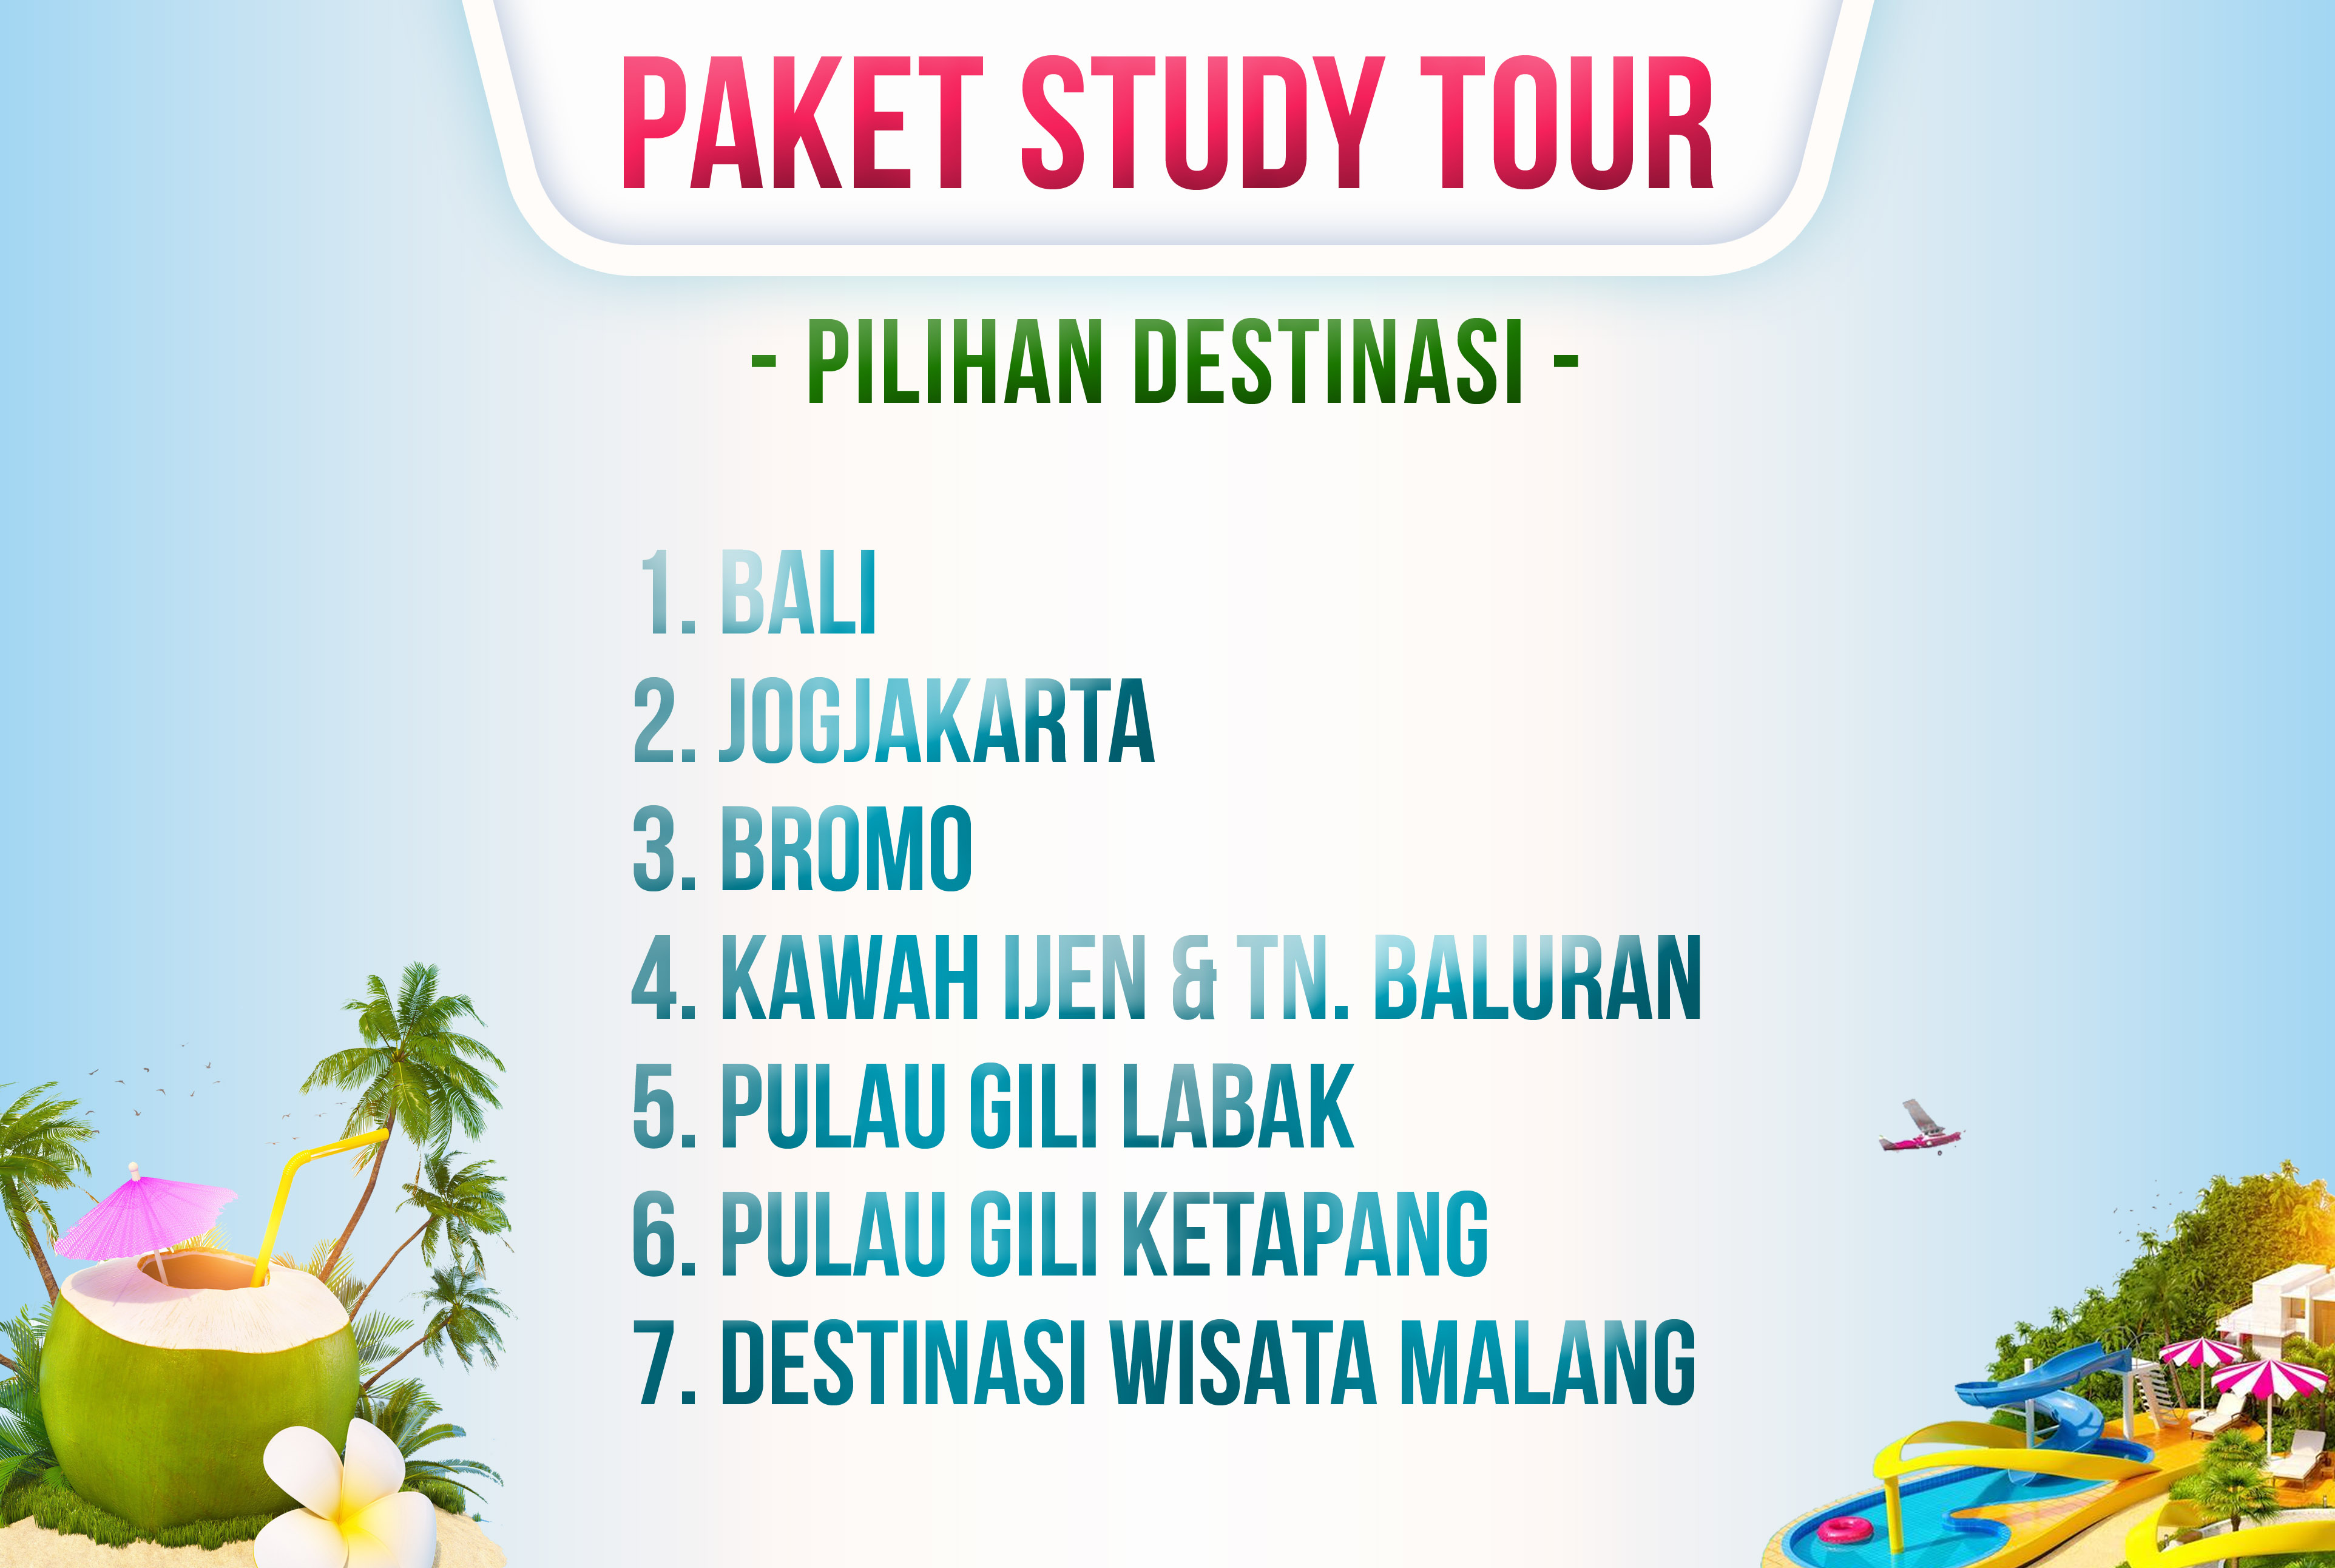 PAKET STUDY TOUR
- PILIHAN DESTINASI -
1. BALI
2. JOGJAKARTA
3. BROMO
4. KAWAH IJEN & TN. BALURAN
5. PULAU GILI LABAK
6. PULAU GILI KETAPANG
7. DESTINASI WISATA MALANG